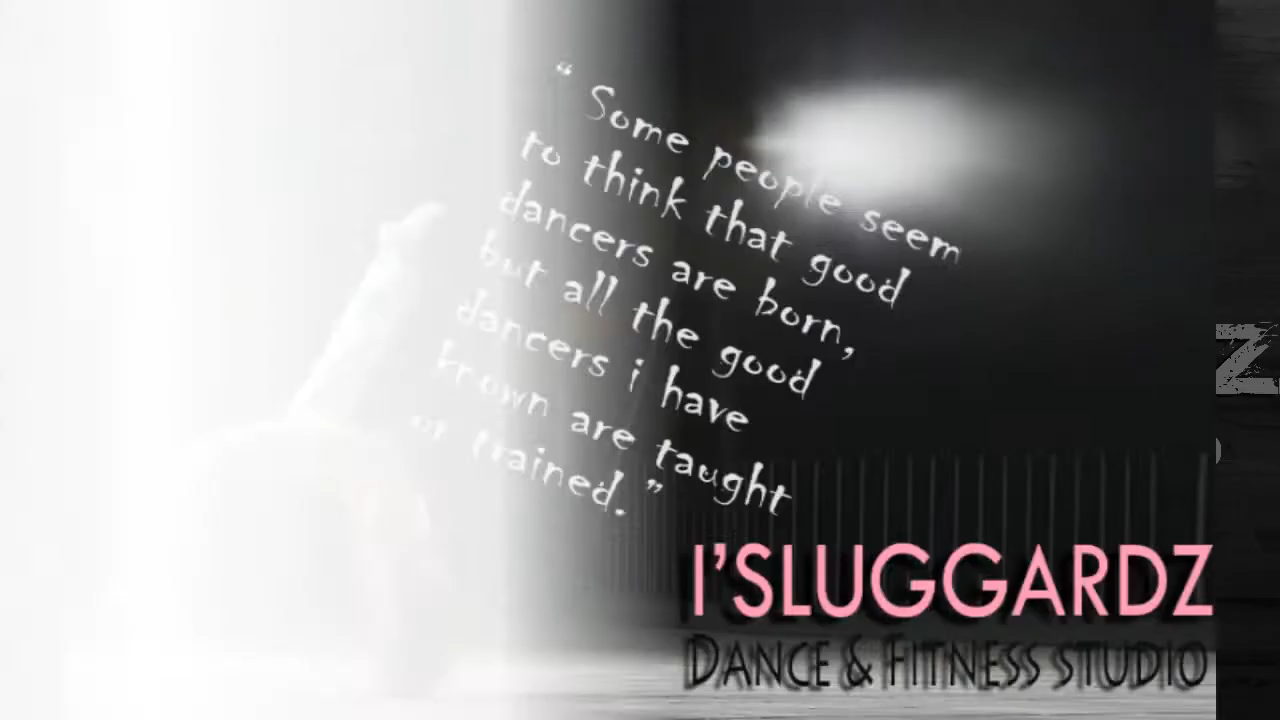 “ Some people seem
to think that good
dancers are born,
but all the good
dancers i have
known are taught
or trained. ”
I’SLUGGARDZ
DANCE & FITNESS STUDIO
Z